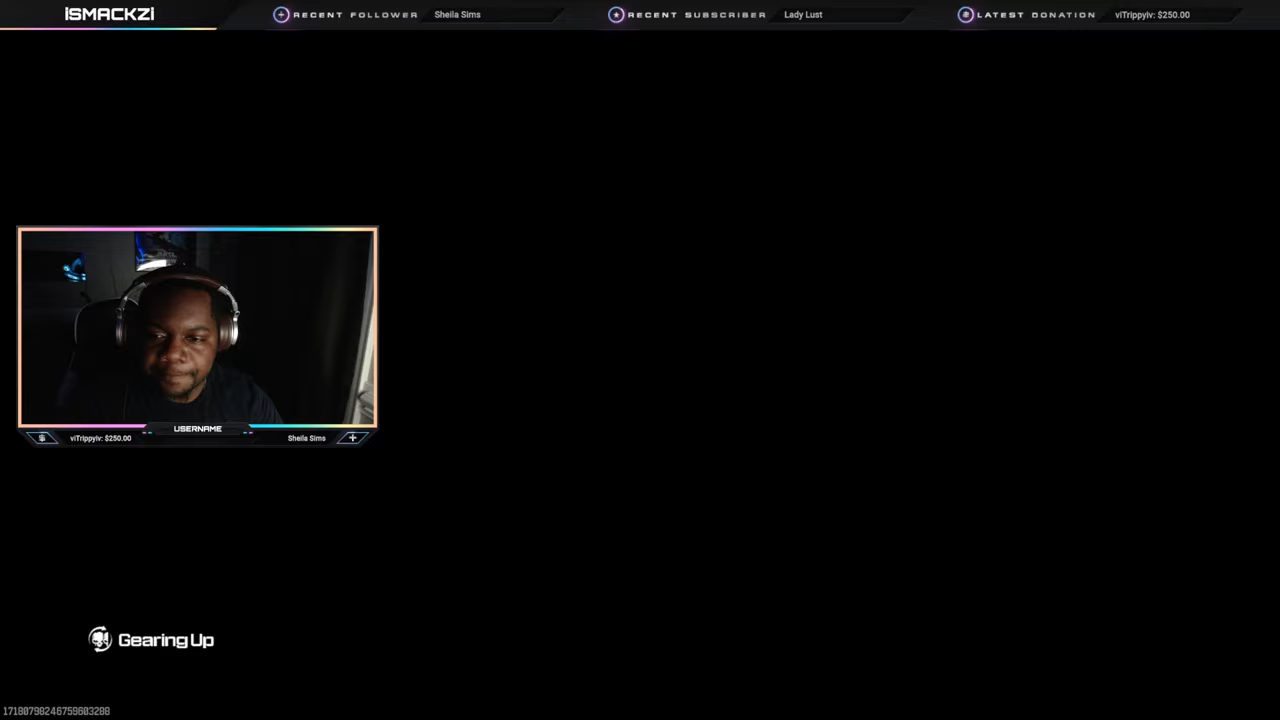 iSMACKZI
RECENT FOLLOWER Sheila Sims
RECENT SUBSCRIBER Lady Lust
LATEST DONATION viTrippyiv: $250.00
USERNAME
viTrippyiv: $250.00
Sheila Sims
Gearing Up
17180798246759603288